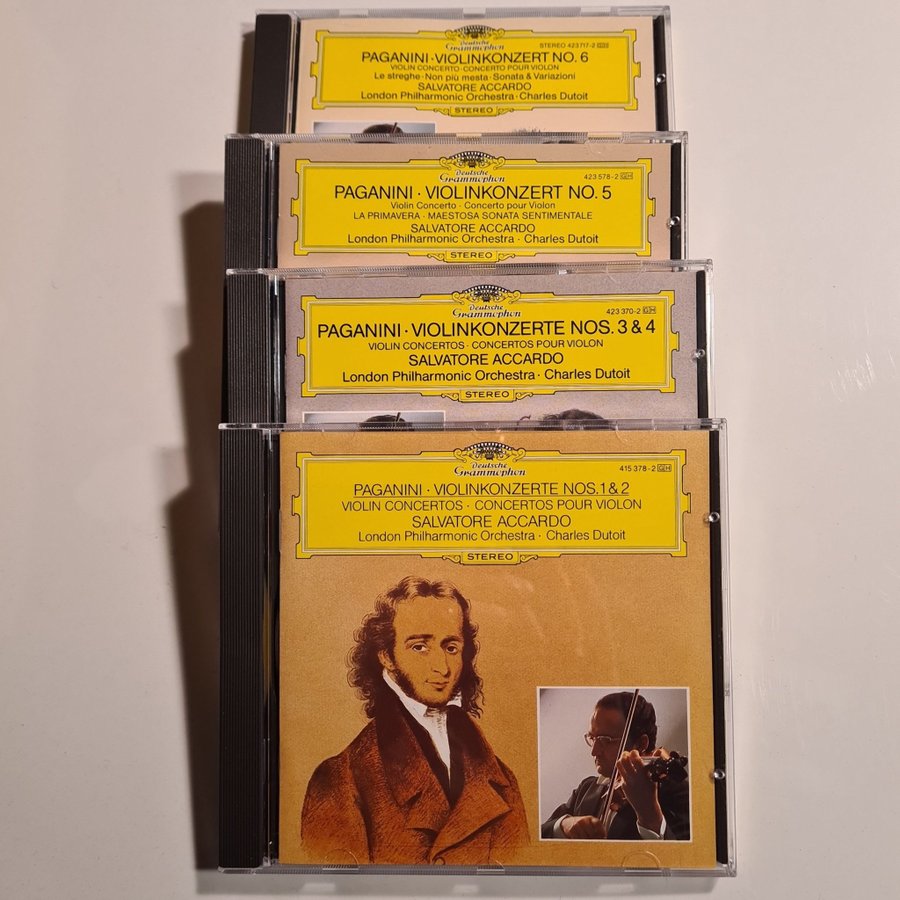 Deutsche
Grammophon
STEREO 423 717-2 GH
PAGANINI · VIOLINKONZERT NO. 6
VIOLIN CONCERTO · CONCERTO POUR VIOLON
Le streghe · Non più mesta · Sonata & Variazioni
SALVATORE ACCARDO
London Philharmonic Orchestra · Charles Dutoit
STEREO
Deutsche
Grammophon
423 578-2 GH
PAGANINI · VIOLINKONZERT NO. 5
Violin Concerto · Concerto pour Violon
LA PRIMAVERA · MAESTOSA SONATA SENTIMENTALE
SALVATORE ACCARDO
London Philharmonic Orchestra · Charles Dutoit
STEREO
Deutsche
Grammophon
423 370-2 GH
PAGANINI · VIOLINKONZERTE NOS. 3 & 4
VIOLIN CONCERTOS · CONCERTOS POUR VIOLON
SALVATORE ACCARDO
London Philharmonic Orchestra · Charles Dutoit
STEREO
Deutsche
Grammophon
415 378-2 GH
PAGANINI · VIOLINKONZERTE NOS. 1 & 2
VIOLIN CONCERTOS · CONCERTOS POUR VIOLON
SALVATORE ACCARDO
London Philharmonic Orchestra · Charles Dutoit
STEREO